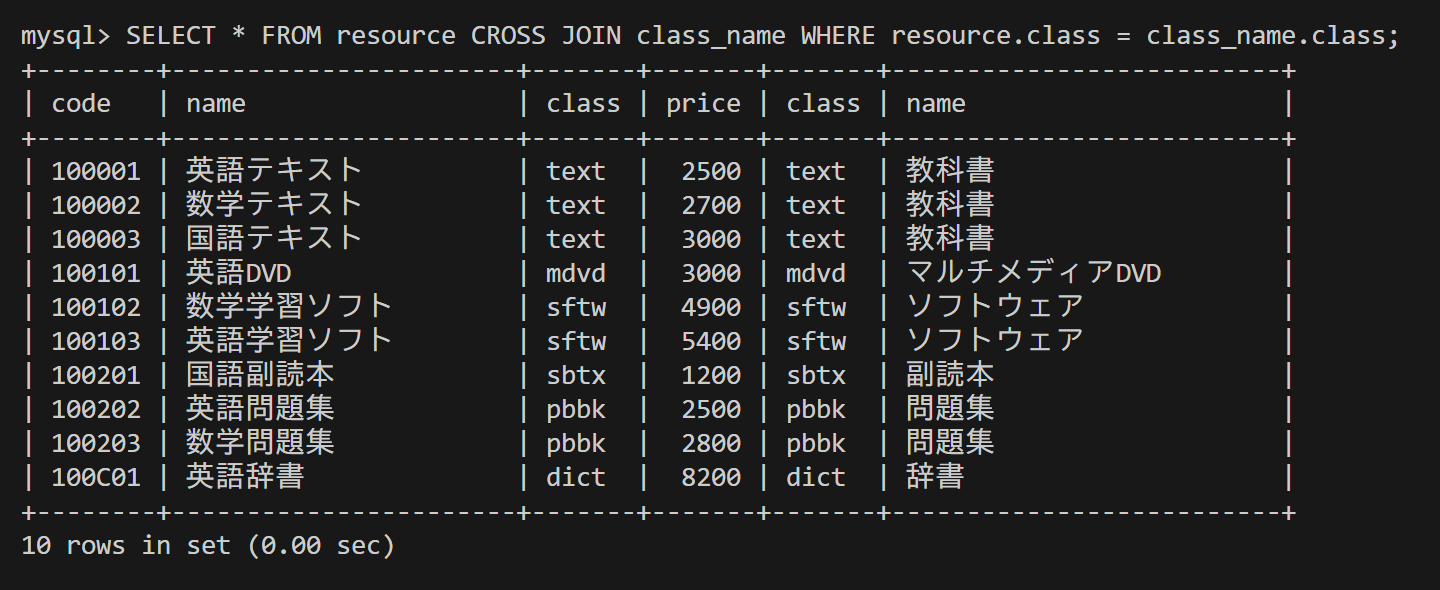 mysql> SELECT * FROM resource CROSS JOIN class_name WHERE resource.class = class_name.class;
+--------+-----------------------+-------+-------+-------+--------------------------+
| code   | name                  | class | price | class | name                     |
+--------+-----------------------+-------+-------+-------+--------------------------+
| 100001 | 英語テキスト          | text  |  2500 | text  | 教科書                   |
| 100002 | 数学テキスト          | text  |  2700 | text  | 教科書                   |
| 100003 | 国語テキスト          | text  |  3000 | text  | 教科書                   |
| 100101 | 英語DVD               | mdvd  |  3000 | mdvd  | マルチメディアDVD        |
| 100102 | 数学学習ソフト        | sftw  |  4900 | sftw  | ソフトウェア             |
| 100103 | 英語学習ソフト        | sftw  |  5400 | sftw  | ソフトウェア             |
| 100201 | 国語副読本            | sbtx  |  1200 | sbtx  | 副読本                   |
| 100202 | 英語問題集            | pbbk  |  2500 | pbbk  | 問題集                   |
| 100203 | 数学問題集            | pbbk  |  2800 | pbbk  | 問題集                   |
| 100C01 | 英語辞書              | dict  |  8200 | dict  | 辞書                     |
+--------+-----------------------+-------+-------+-------+--------------------------+
10 rows in set (0.00 sec)